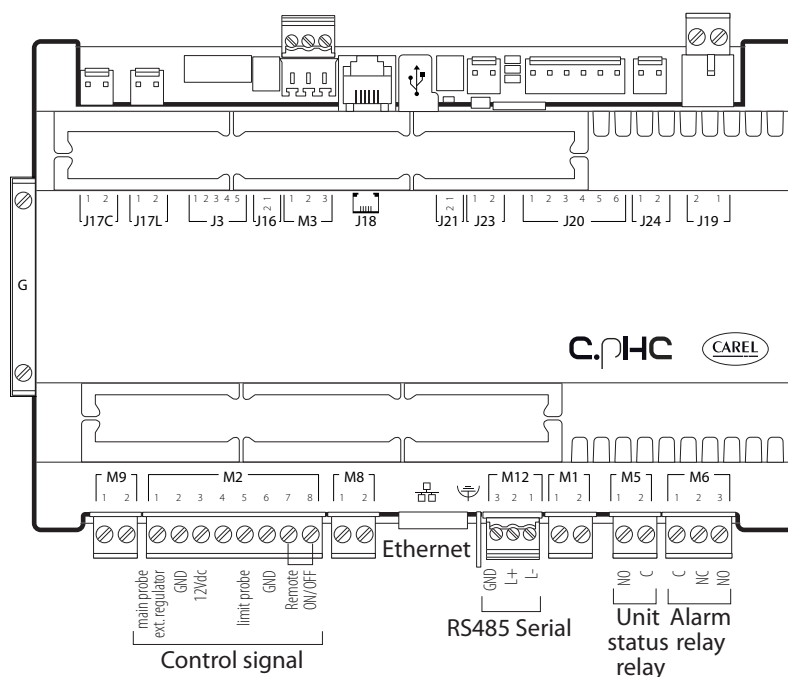 1 2
1 2
1 2 3 4 5
2 1
1 2 3
2 1
1 2
1 2 3 4 5 6
1 2
2 1
J17C J17L J3 J16 M3 J18 J21 J23 J20 J24 J19
G
c.pHC CAREL
M9 M2 M8 M12 M1 M5 M6
1 2
1 2 3 4 5 6 7 8
1 2
3 2 1
1 2
1 2
1 2 3
Ethernet
main probe
ext. regulator
GND
12Vdc
limit probe
GND
Remote
ON/OFF
Control signal
GND
L+
L-
RS485 Serial
NO
C
Unit
status
relay
C
NC
NO
Alarm
relay